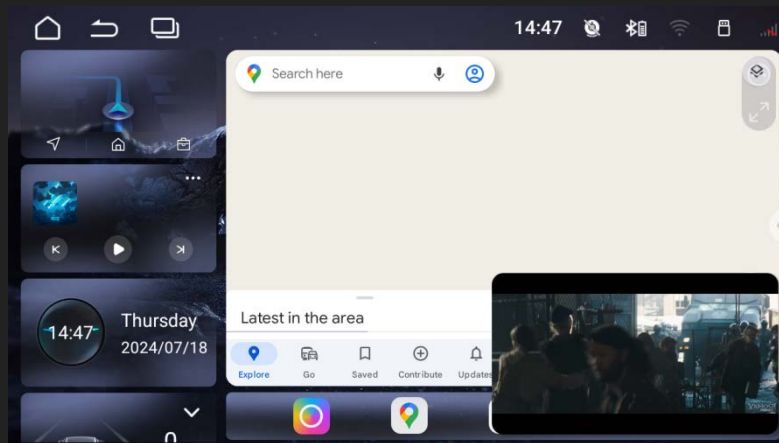 14:47
Search here
14:47
Thursday
2024/07/18
Latest in the area
Explore
Go
Saved
Contribute
Updates
0